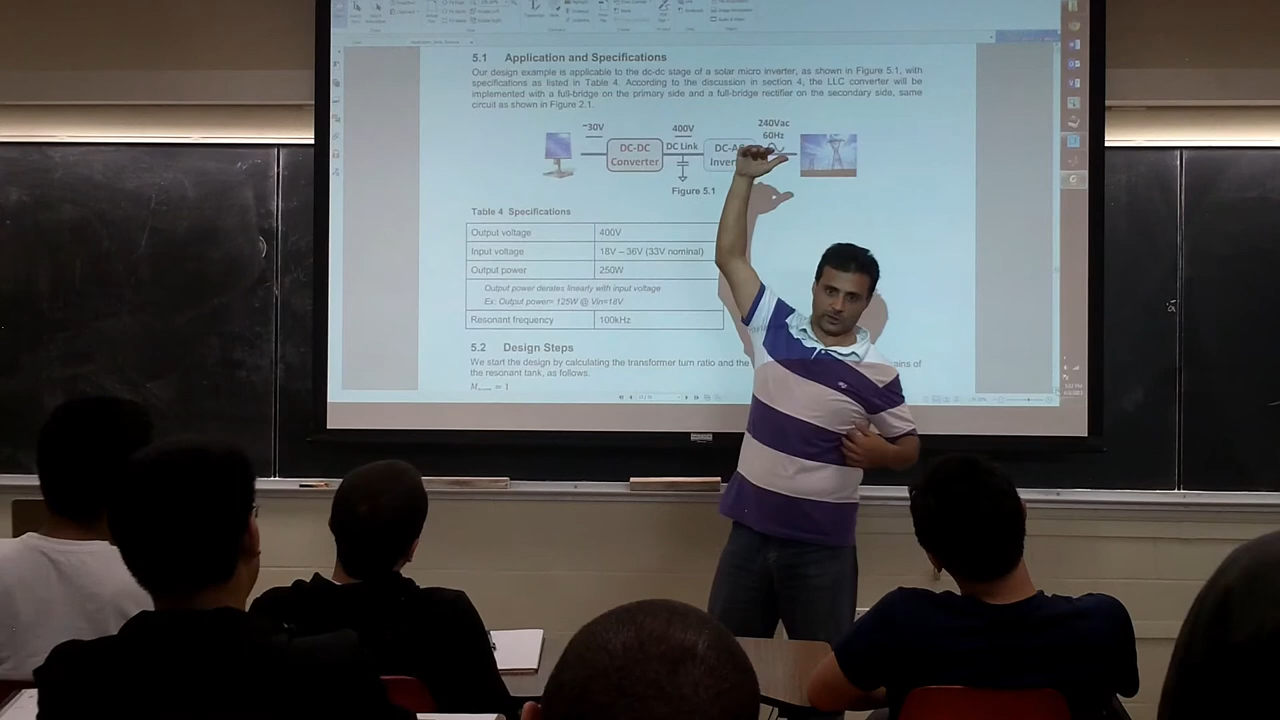 5.1 Application and Specifications
Our design example is applicable to the dc-dc stage of a solar micro inverter, as shown in Figure 5.1, with
specifications as listed in Table 4. According to the discussion in section 4, the LLC converter will be
implemented with a full-bridge on the primary side and a full-bridge rectifier on the secondary side, same
circuit as shown in Figure 2.1.
~30V
400V
240Vac
60Hz
DC-DC
Converter
DC Link
Figure 5.1
Table 4 Specifications
Output voltage 400V
Input voltage 18V – 36V (33V nominal)
Output power 250W
Output power derates linearly with input voltage
Ex: Output power= 125W @ Vin=18V
Resonant frequency 100kHz
5.2 Design Steps
We start the design by calculating the transformer turn ratio and the
the resonant tank, as follows.